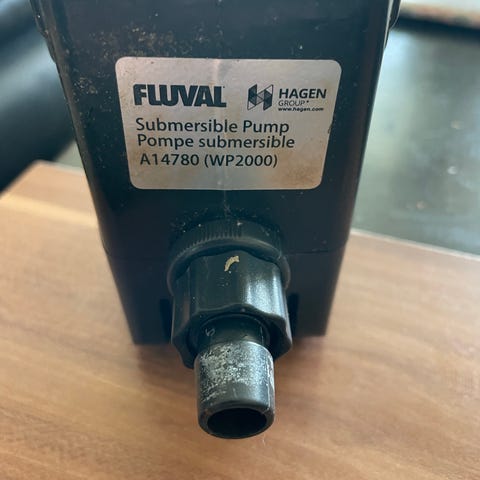 FLUVAL
HAGEN
GROUP®
www.hagen.com
Submersible Pump
Pompe submersible
A14780 (WP2000)